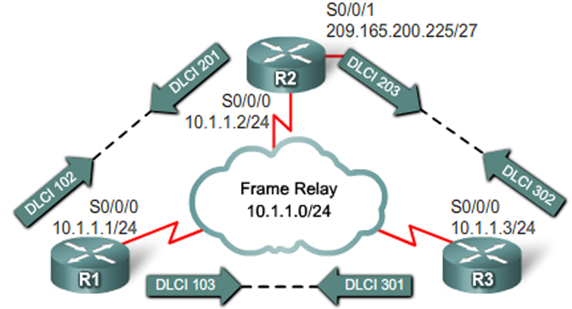 S0/0/1
209.165.200.225/27
R2
DLCI 201
DLCI 203
S0/0/0
10.1.1.2/24
DLCI 102
Frame Relay
10.1.1.0/24
DLCI 302
S0/0/0
10.1.1.1/24
R1
S0/0/0
10.1.1.3/24
R3
DLCI 103
DLCI 301